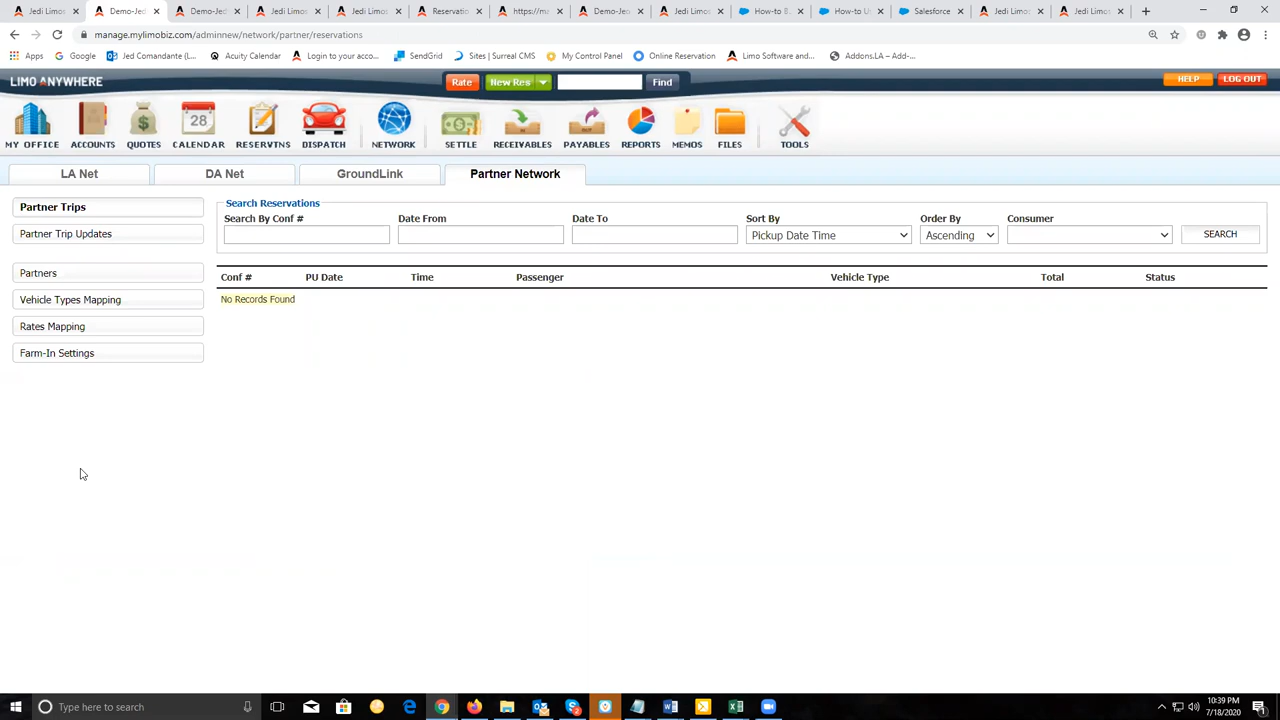 Jedi Limo: Demo-Jed Demo-Jed Jedi Limo: Jedi Limo: Reservatin https://ma Demo-Jed Jedi Limo: How-to B How-to U Salesforce Jedi Limo: Jedi Limo:
manage.mylimobiz.com/adminnew/network/partner/reservations
Apps Google Jed Comandante (... Acuity Calendar Login to your acco... SendGrid Sites | Surreal CMS My Control Panel Online Reservation Limo Software and... Addons.LA – Add-...
LIMO ANYWHERE Rate New Res Find HELP LOG OUT
28
MY OFFICE ACCOUNTS QUOTES CALENDAR RESERVTNS DISPATCH NETWORK SETTLE RECEIVABLES PAYABLES REPORTS MEMOS FILES TOOLS
LA Net DA Net GroundLink Partner Network
Partner Trips
Partner Trip Updates
Partners
Vehicle Types Mapping
Rates Mapping
Farm-In Settings
Search Reservations
Search By Conf # Date From Date To Sort By Order By Consumer
Pickup Date Time Ascending SEARCH
Conf # PU Date Time Passenger Vehicle Type Total Status
No Records Found
Type here to search
10:39 PM
7/18/2020
1